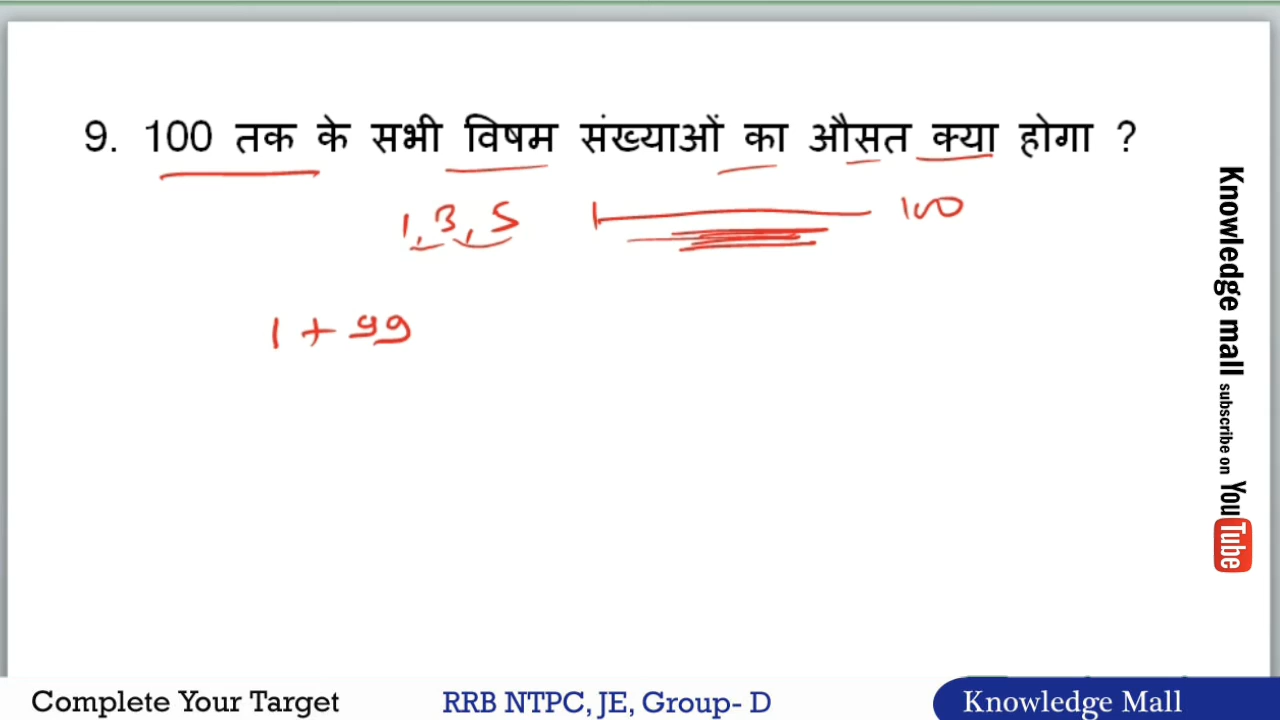 9. 100 तक के सभी विषम संख्याओं का औसत क्या होगा ?
1, 3, 5 100
1 + 99
Knowledge mall subscribe on YouTube
Complete Your Target RRB NTPC, JE, Group- D Knowledge Mall